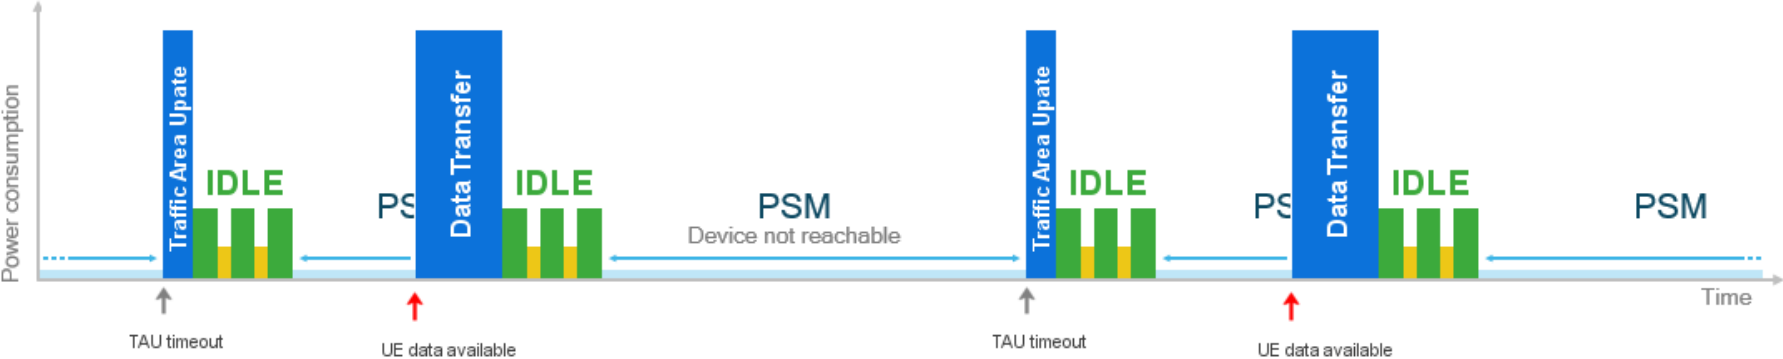 Power consumption
Traffic Area Upate
IDLE
PS
Data Transfer
IDLE
PSM
Device not reachable
Traffic Area Upate
IDLE
PS
Data Transfer
IDLE
PSM
Time
TAU timeout
UE data available
TAU timeout
UE data available